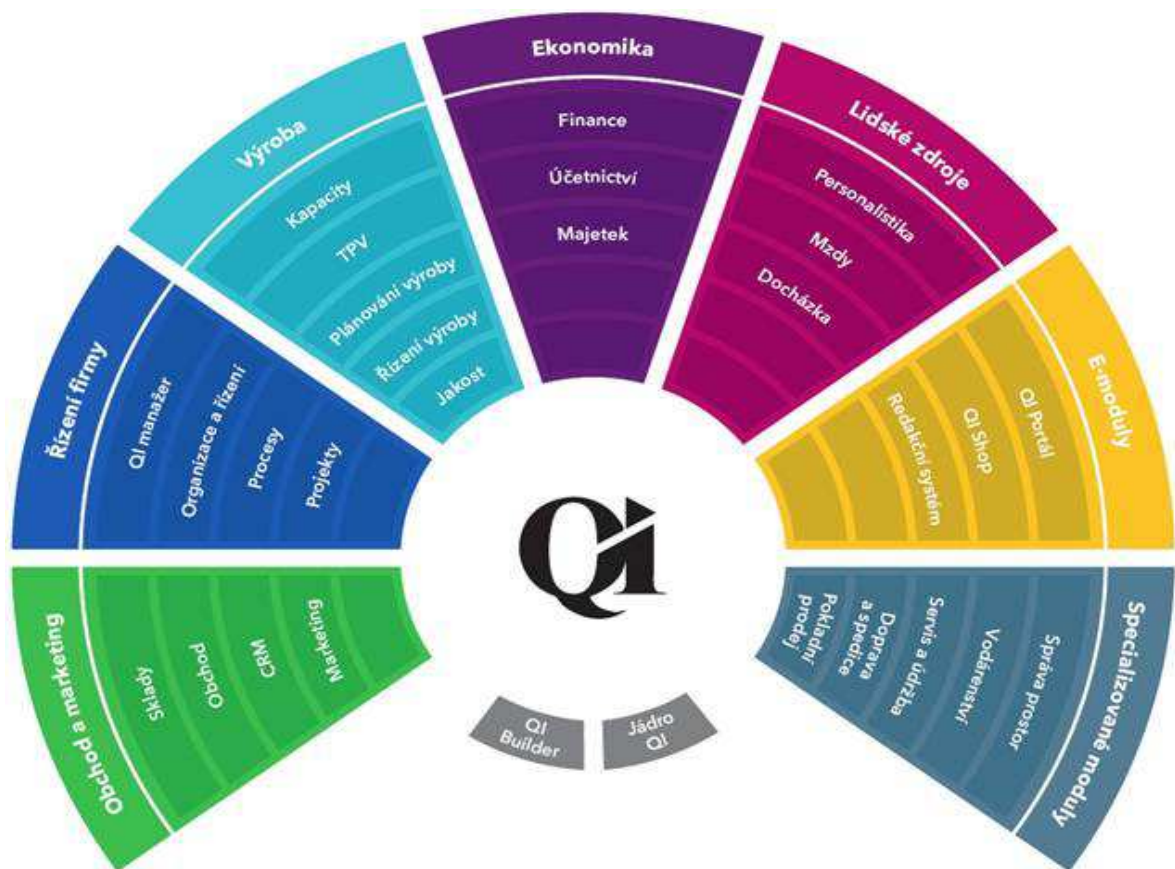 Obchod a marketing
Sklady
Obchod
CRM
Marketing
Řízení firmy
QI manažer
Organizace a řízení
Procesy
Projekty
Výroba
Kapacity
TPV
Plánování výroby
Řízení výroby
Jakost
Ekonomika
Finance
Účetnictví
Majetek
Lidské zdroje
Personalistika
Mzdy
Docházka
E-moduly
QI Portál
QI Shop
Redakční systém
Specializované moduly
Správa prostor
Vodárenství
Servis a údržba
Doprava
a spedice
Pokladní
prodej
QI
QI
Builder
Jádro
QI